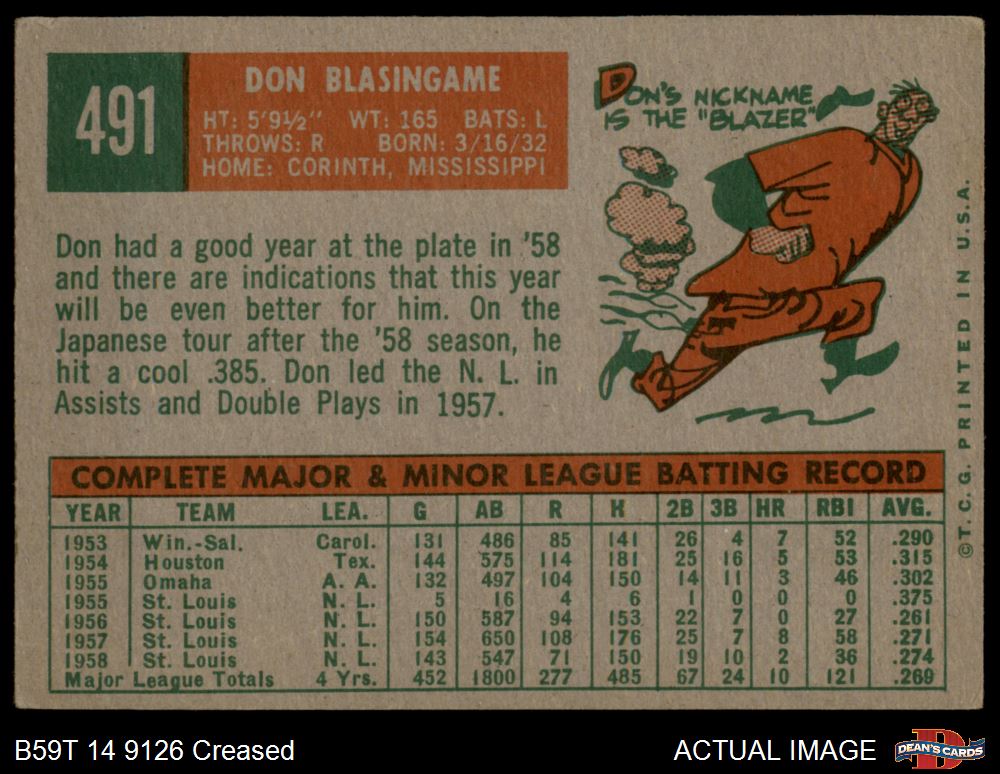 491
DON BLASINGAME
HT: 5'9½" WT: 165 BATS: L
THROWS: R BORN: 3/16/32
HOME: CORINTH, MISSISSIPPI
DON'S NICKNAME
IS THE "BLAZER"
Don had a good year at the plate in '58
and there are indications that this year
will be even better for him. On the
Japanese tour after the '58 season, he
hit a cool .385. Don led the N. L. in
Assists and Double Plays in 1957.
©T.C.G. PRINTED IN U.S.A.
COMPLETE MAJOR & MINOR LEAGUE BATTING RECORD
YEAR TEAM LEA. G AB R H 2B 3B HR RBI AVG.
1953 Win.-Sal. Carol. 131 486 85 141 26 4 7 52 .290
1954 Houston Tex. 144 575 114 181 25 16 5 53 .315
1955 Omaha A. A. 132 497 104 150 14 11 3 46 .302
1955 St. Louis N. L. 5 16 4 6 1 0 0 0 .375
1956 St. Louis N. L. 150 587 94 153 22 7 0 27 .261
1957 St. Louis N. L. 154 650 108 176 25 7 8 58 .271
1958 St. Louis N. L. 143 547 71 150 19 10 2 36 .274
Major League Totals 4 Yrs. 452 1800 277 485 67 24 10 121 .269
B59T 14 9126 Creased
ACTUAL IMAGE
DEAN'S CARDS